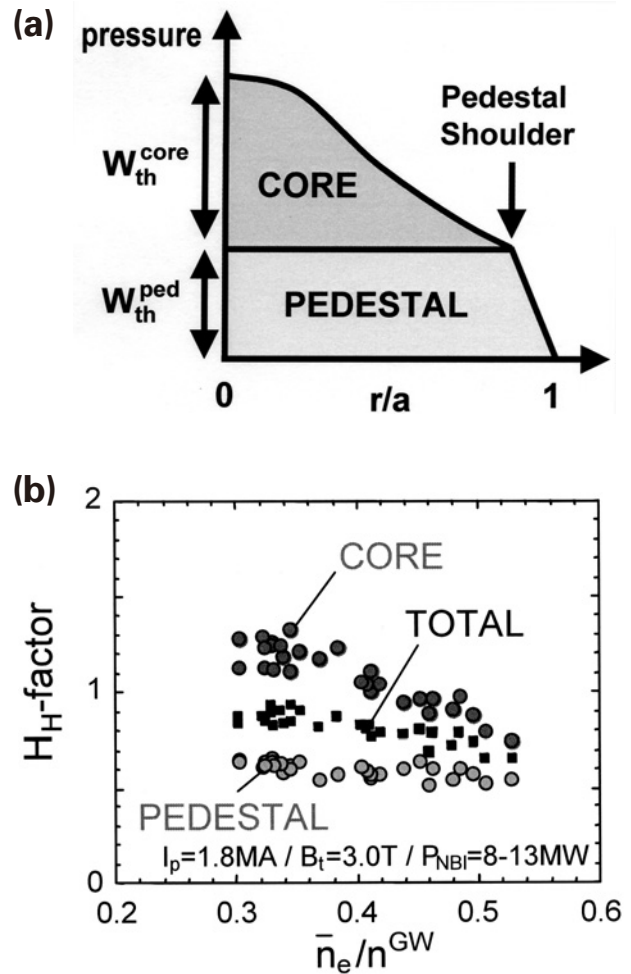 (a)
pressure
Pedestal
Shoulder
W_th^core
CORE
W_th^ped
PEDESTAL
0
r/a
1
(b)
2
CORE
TOTAL
H_H-factor
1
PEDESTAL
I_p=1.8MA / B_t=3.0T / P_NBI=8-13MW
0
0.2
0.3
0.4
0.5
0.6
n̄_e/n^GW